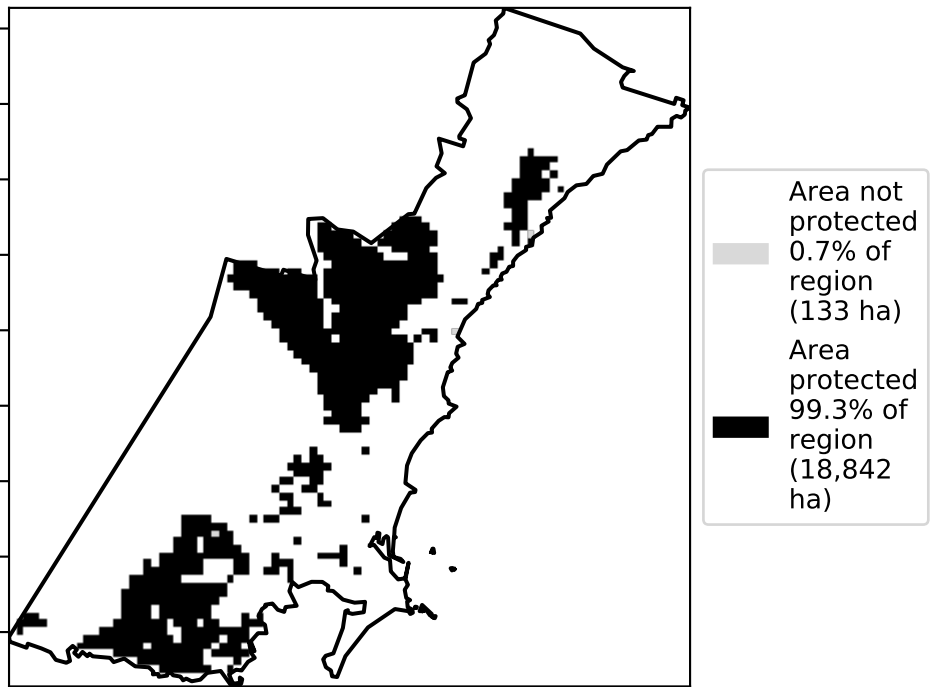 Area not
protected
0.7% of
region
(133 ha)
Area
protected
99.3% of
region
(18,842
ha)